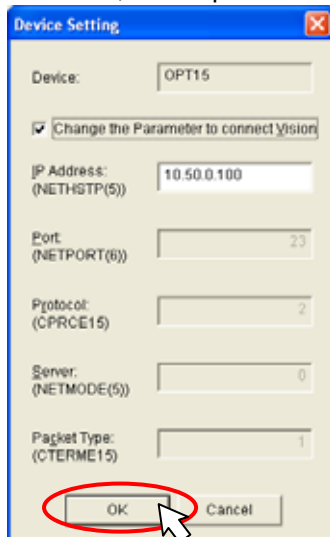 Device Setting
Device: OPT15
Change the Parameter to connect Vision
IP Address: 10.50.0.100
(NETHSTP(5))
Port: 23
(NETPORT(6))
Protocol: 2
(CPRCE15)
Server: 0
(NETMODE(5))
Packet Type: 1
(CTERME15)
OK Cancel